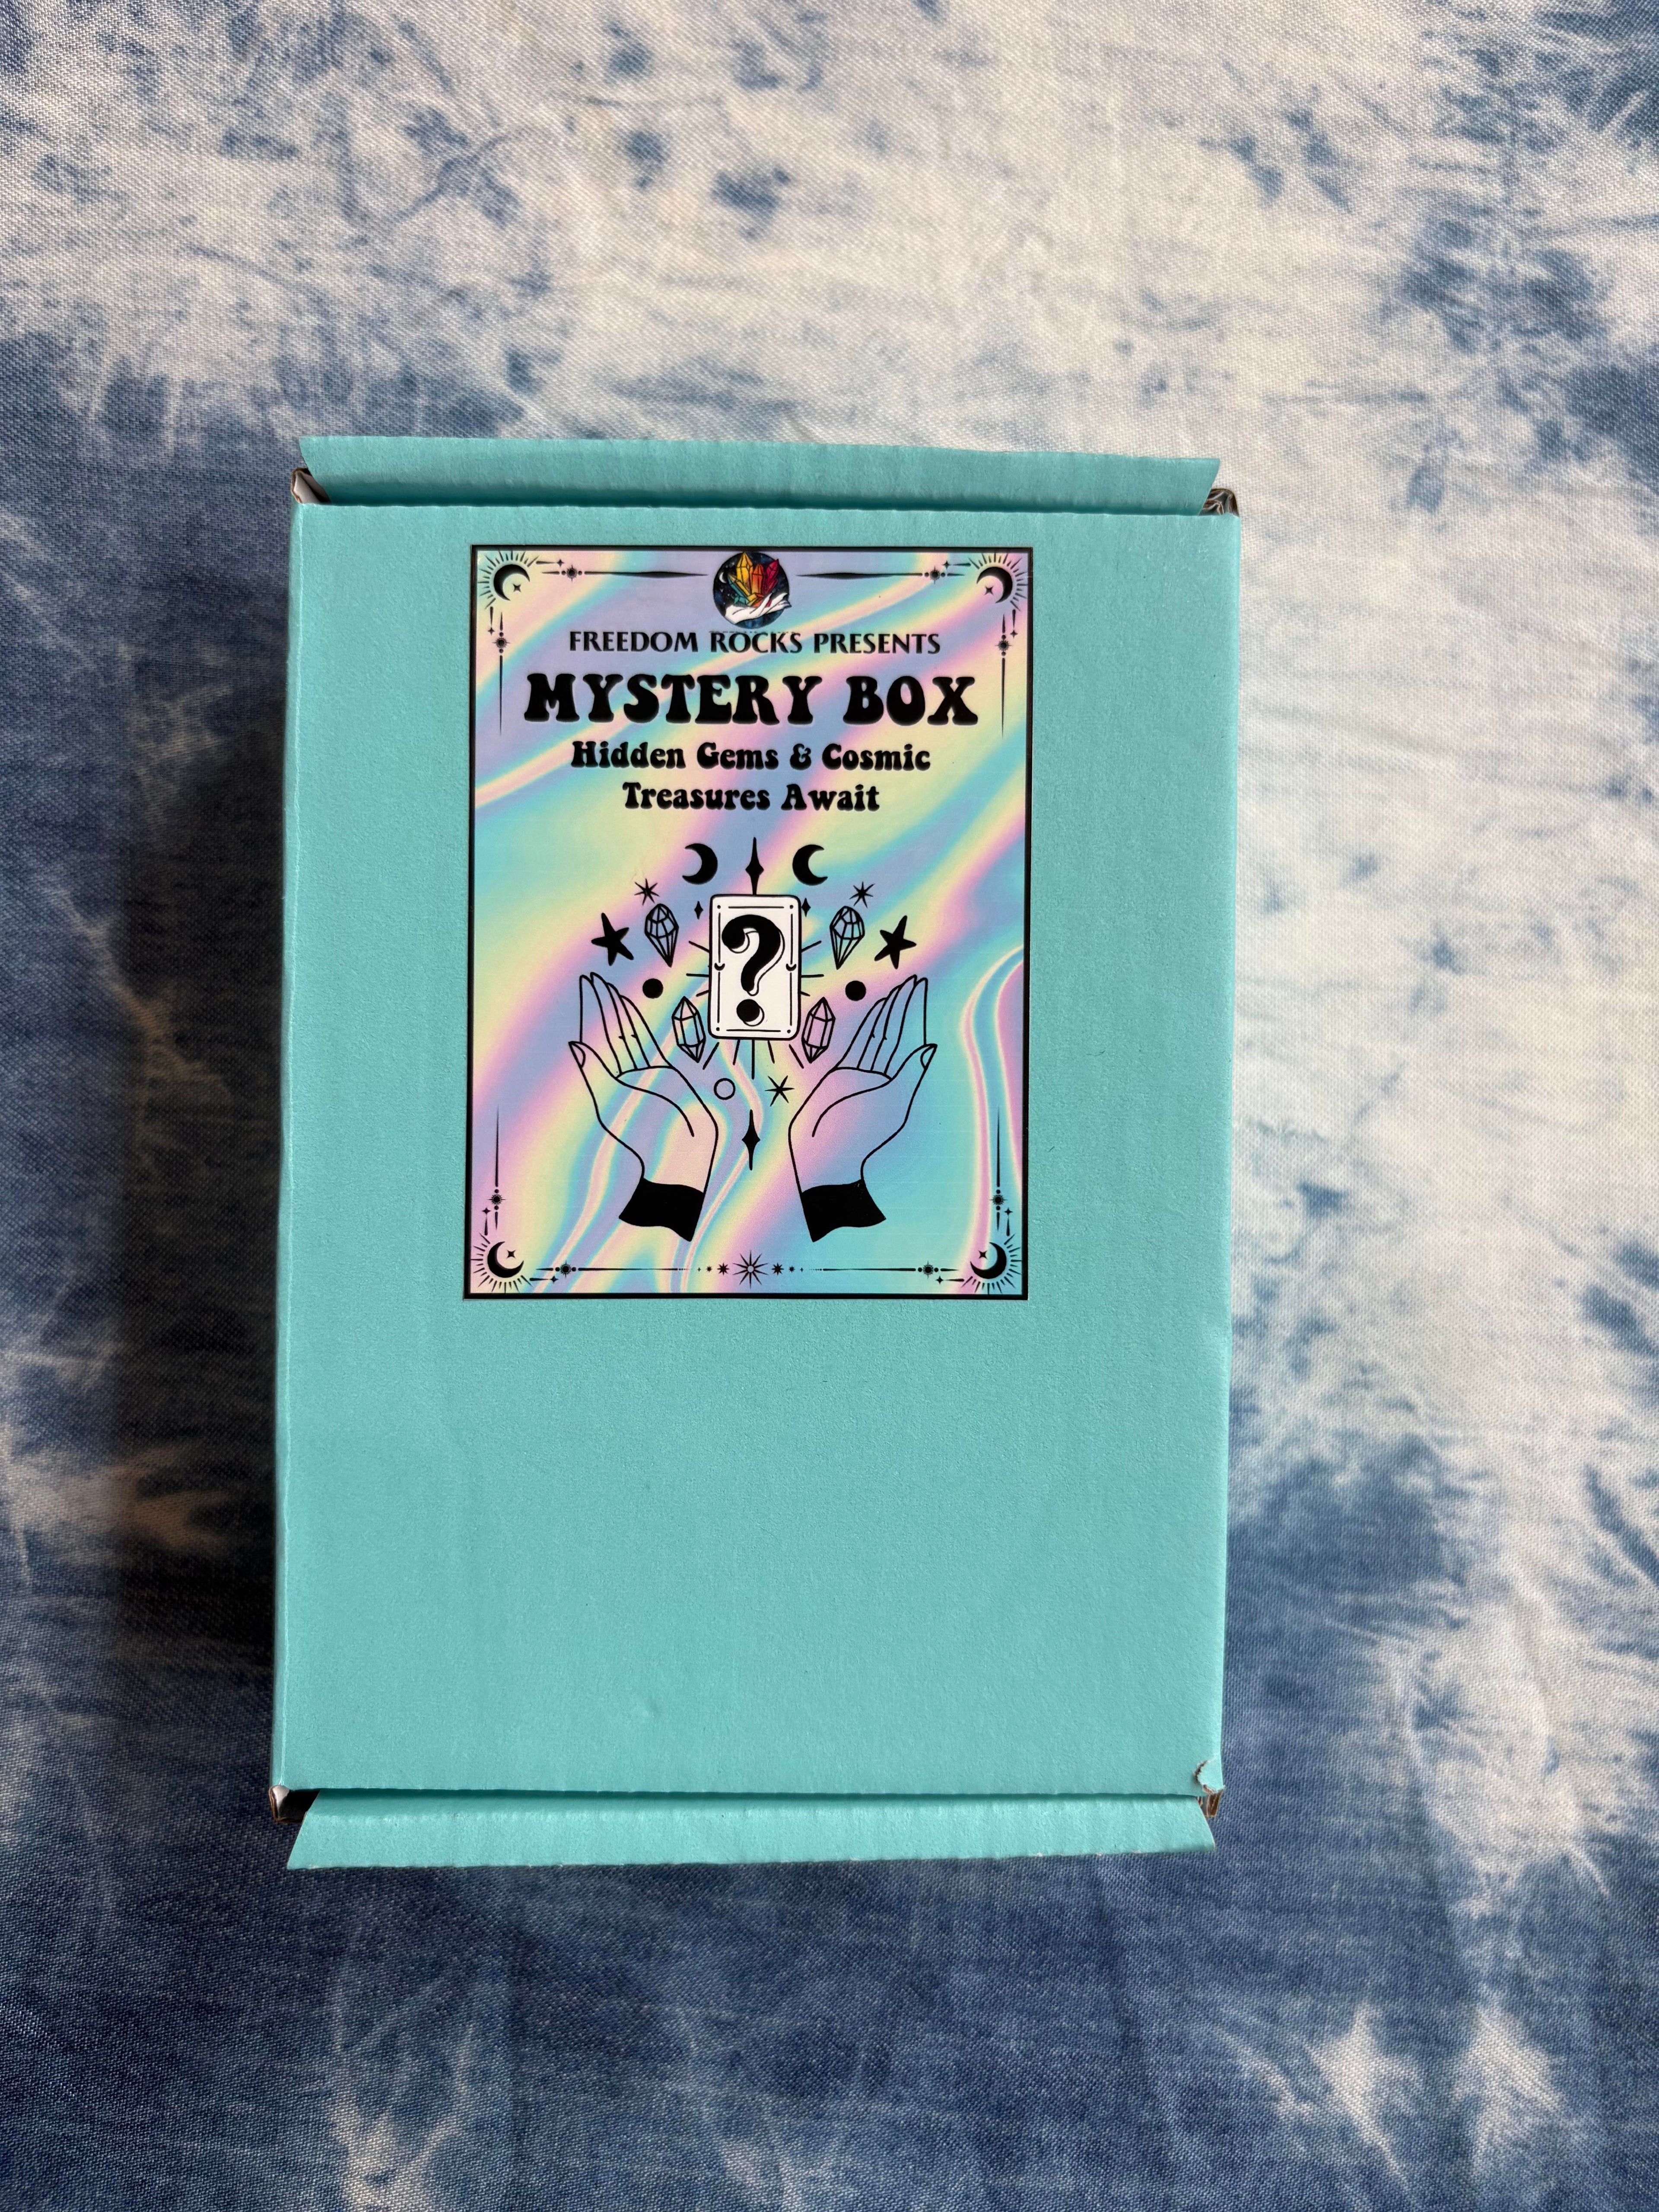 FREEDOM ROCKS PRESENTS
MYSTERY BOX
Hidden Gems & Cosmic
Treasures Await
?